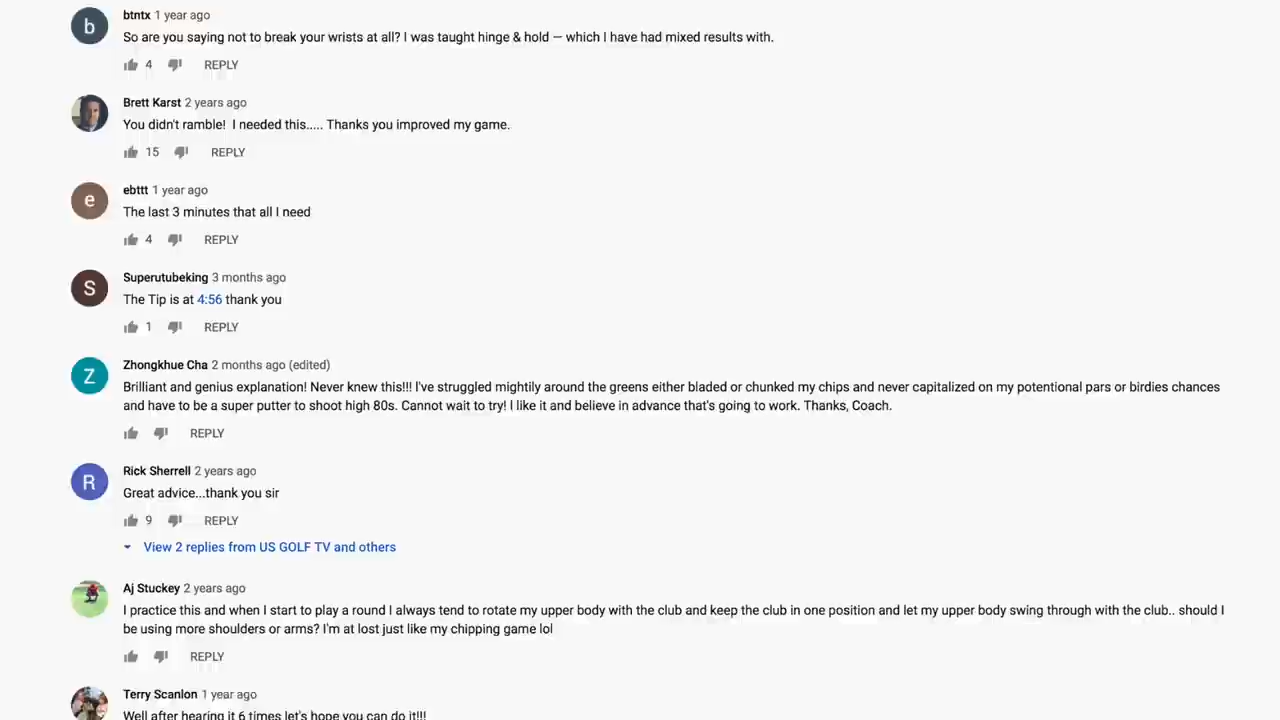 b
btntx 1 year ago
So are you saying not to break your wrists at all? I was taught hinge & hold – which I have had mixed results with.
4 REPLY
Brett Karst 2 years ago
You didn't ramble!  I needed this..... Thanks you improved my game.
15 REPLY
e
ebttt 1 year ago
The last 3 minutes that all I need
4 REPLY
S
Superutubeking 3 months ago
The Tip is at 4:56 thank you
1 REPLY
Z
Zhongkhue Cha 2 months ago (edited)
Brilliant and genius explanation! Never knew this!!! I've struggled mightily around the greens either bladed or chunked my chips and never capitalized on my potential pars or birdies chances
and have to be a super putter to shoot high 80s. Cannot wait to try! I like it and believe in advance that's going to work. Thanks, Coach.
REPLY
R
Rick Sherrell 2 years ago
Great advice...thank you sir
9 REPLY
View 2 replies from US GOLF TV and others
Aj Stuckey 2 years ago
I practice this and when I start to play a round I always tend to rotate my upper body with the club and keep the club in one position and let my upper body swing through with the club.. should I
be using more shoulders or arms? I'm at lost just like my chipping game lol
REPLY
Terry Scanlon 1 year ago
Well after hearing it 6 times let's hope you can do it!!!